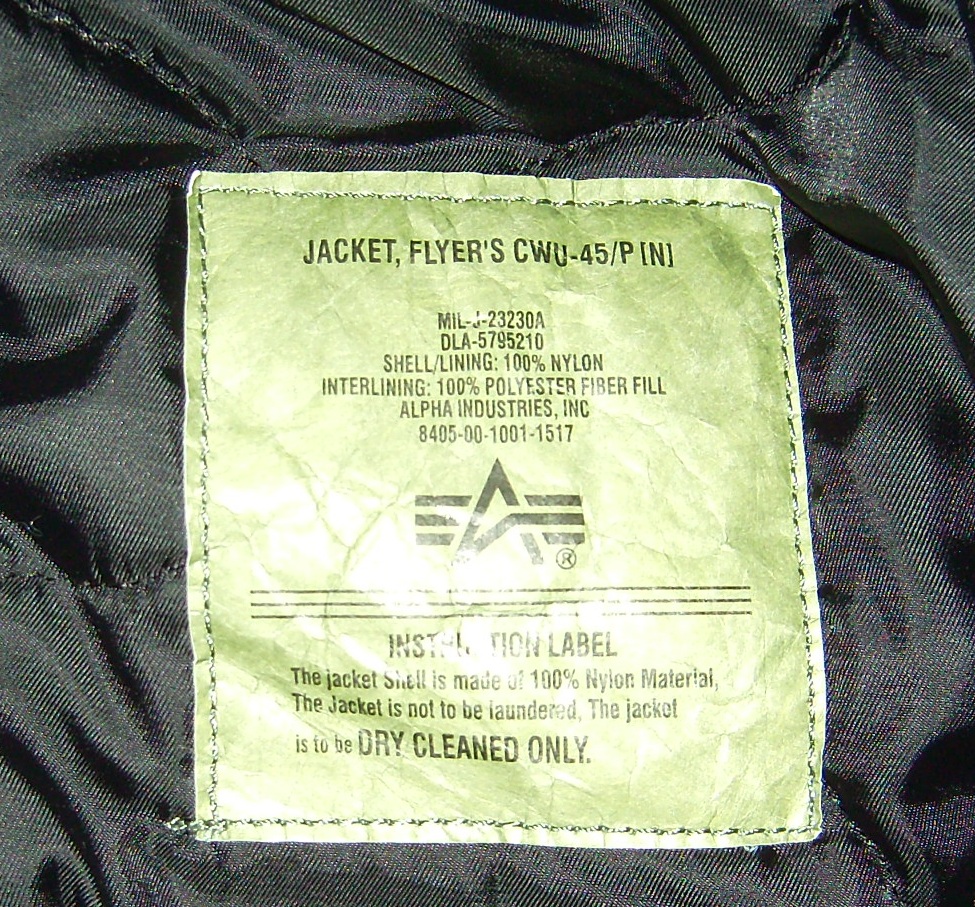 JACKET, FLYER'S CWU-45/P [N]
MIL-J-23230A
DLA-5795210
SHELL/LINING: 100% NYLON
INTERLINING: 100% POLYESTER FIBER FILL
ALPHA INDUSTRIES, INC
8405-00-1001-1517
®
INSTRUCTION LABEL
The jacket Shell is made of 100% Nylon Material,
The Jacket is not to be laundered, The jacket
is to be DRY CLEANED ONLY.